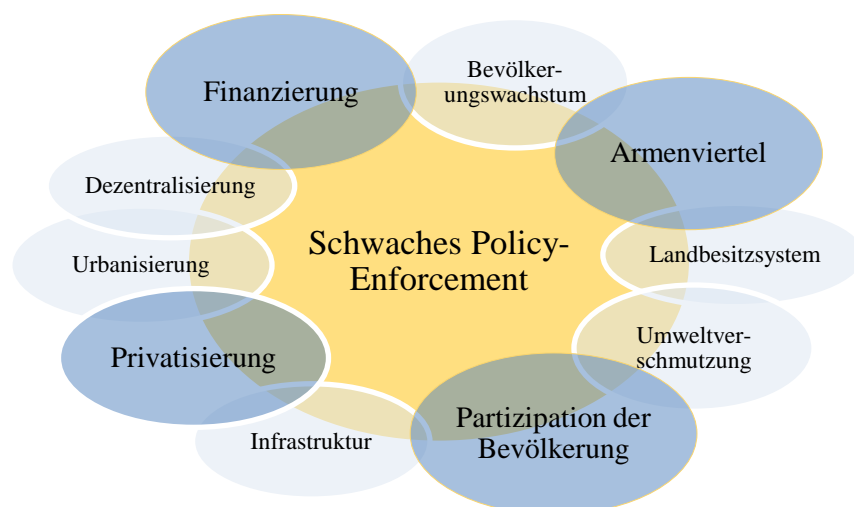 Finanzierung
Bevölker-
ungswachstum
Armenviertel
Dezentralisierung
Urbanisierung
Schwaches Policy-
Enforcement
Landbesitzsystem
Privatisierung
Umweltver-
schmutzung
Infrastruktur
Partizipation der
Bevölkerung